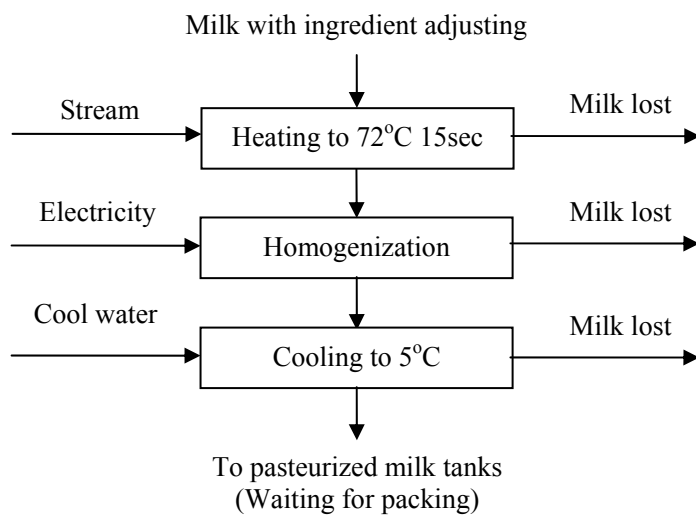 Milk with ingredient adjusting
Stream
Heating to 72°C 15sec
Milk lost
Electricity
Homogenization
Milk lost
Cool water
Cooling to 5°C
Milk lost
To pasteurized milk tanks
(Waiting for packing)